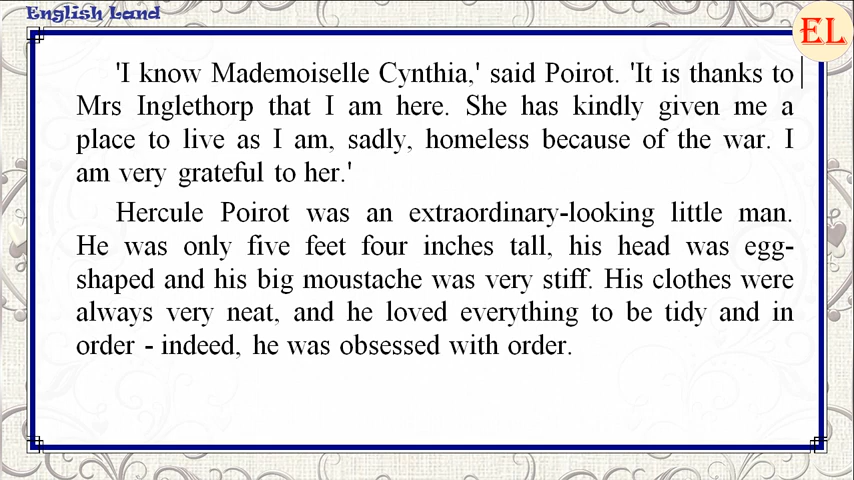 English Land
EL
'I know Mademoiselle Cynthia,' said Poirot. 'It is thanks to
Mrs Inglethorp that I am here. She has kindly given me a
place to live as I am, sadly, homeless because of the war. I
am very grateful to her.'
Hercule Poirot was an extraordinary-looking little man.
He was only five feet four inches tall, his head was egg-
shaped and his big moustache was very stiff. His clothes were
always very neat, and he loved everything to be tidy and in
order - indeed, he was obsessed with order.